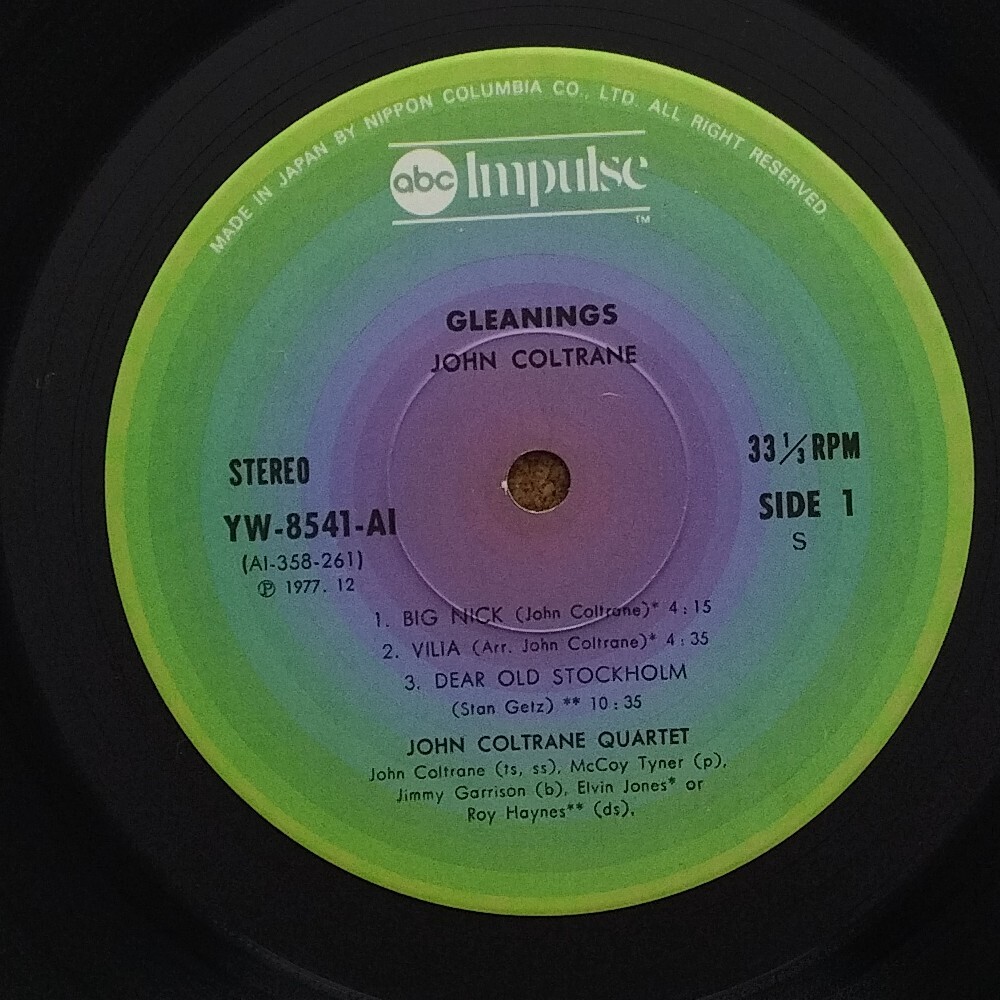 MADE IN JAPAN BY NIPPON COLUMBIA CO., LTD. ALL RIGHT RESERVED.
abc Impulse
TM
GLEANINGS
JOHN COLTRANE
STEREO
33 1/3 RPM
YW-8541-AI
SIDE 1
(AI-358-261)
S
Ⓟ 1977. 12
1. BIG NICK (John Coltrane)* 4:15
2. VILIA (Arr. John Coltrane)* 4:35
3. DEAR OLD STOCKHOLM
(Stan Getz) ** 10:35
JOHN COLTRANE QUARTET
John Coltrane (ts, ss), McCoy Tyner (p),
Jimmy Garrison (b), Elvin Jones* or
Roy Haynes** (ds),